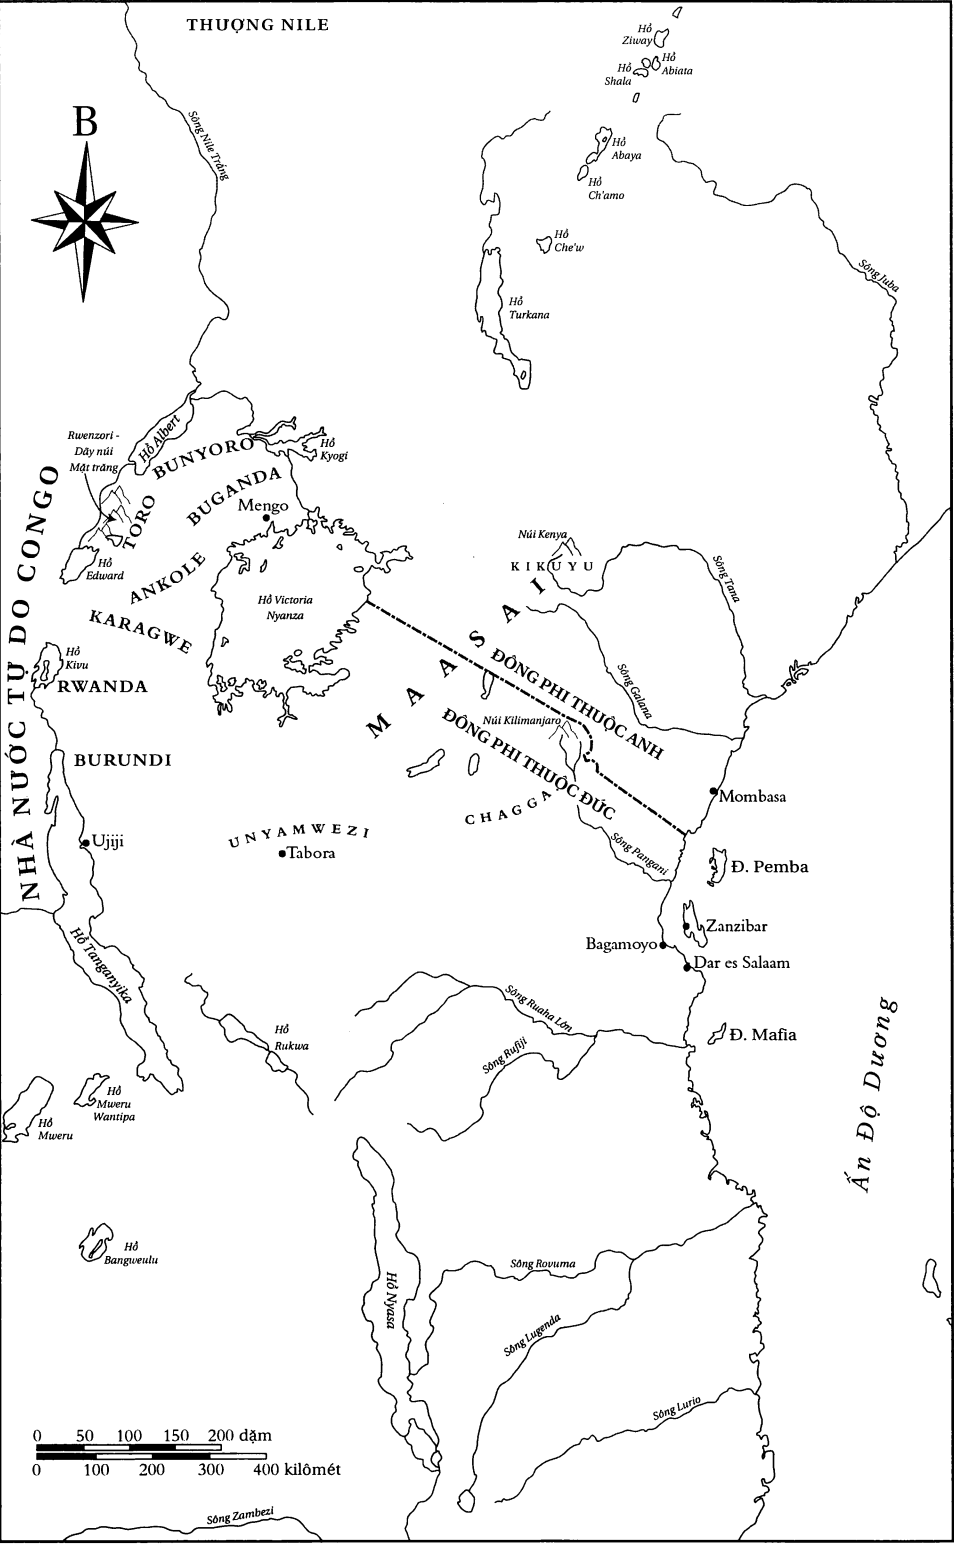 THƯỢNG NILE
Hồ
Ziway
Hồ
Abiata
Hồ
Shala
B
Sông Nile Trắng
Hồ
Abaya
Hồ
Ch'amo
Hồ
Che'w
Sông Juba
Hồ
Turkana
Rwenzori -
Dãy núi
Mặt trăng
Hồ Albert
BUNYORO
Hồ
Kyogi
BUGANDA
TORO
Mengo
Hồ
Edward
ANKOLE
Núi Kenya
KIKUYU
Sông Tana
Hồ Victoria
Nyanza
KARAGWE
NHÀ NƯỚC TỰ DO CONGO
Hồ
Kivu
RWANDA
MAASAI
ĐÔNG PHI THUỘC ANH
Sông Galana
Núi Kilimanjaro
ĐÔNG PHI THUỘC ĐỨC
BURUNDI
Mombasa
CHAGGA
UNYAMWEZI
Ujiji
Tabora
Sông Pangani
Đ. Pemba
Zanzibar
Bagamoyo
Dar es Salaam
Hồ Tanganyika
Sông Ruaha Lớn
Hồ
Rukwa
Sông Rufiji
Đ. Mafia
Ấn Độ Dương
Hồ
Mweru
Wantipa
Hồ
Mweru
Hồ
Bangweulu
Sông Rovuma
Hồ Nyasa
Sông Lugenda
Sông Lurio
0 50 100 150 200 dặm
0 100 200 300 400 kilômét
Sông Zambezi